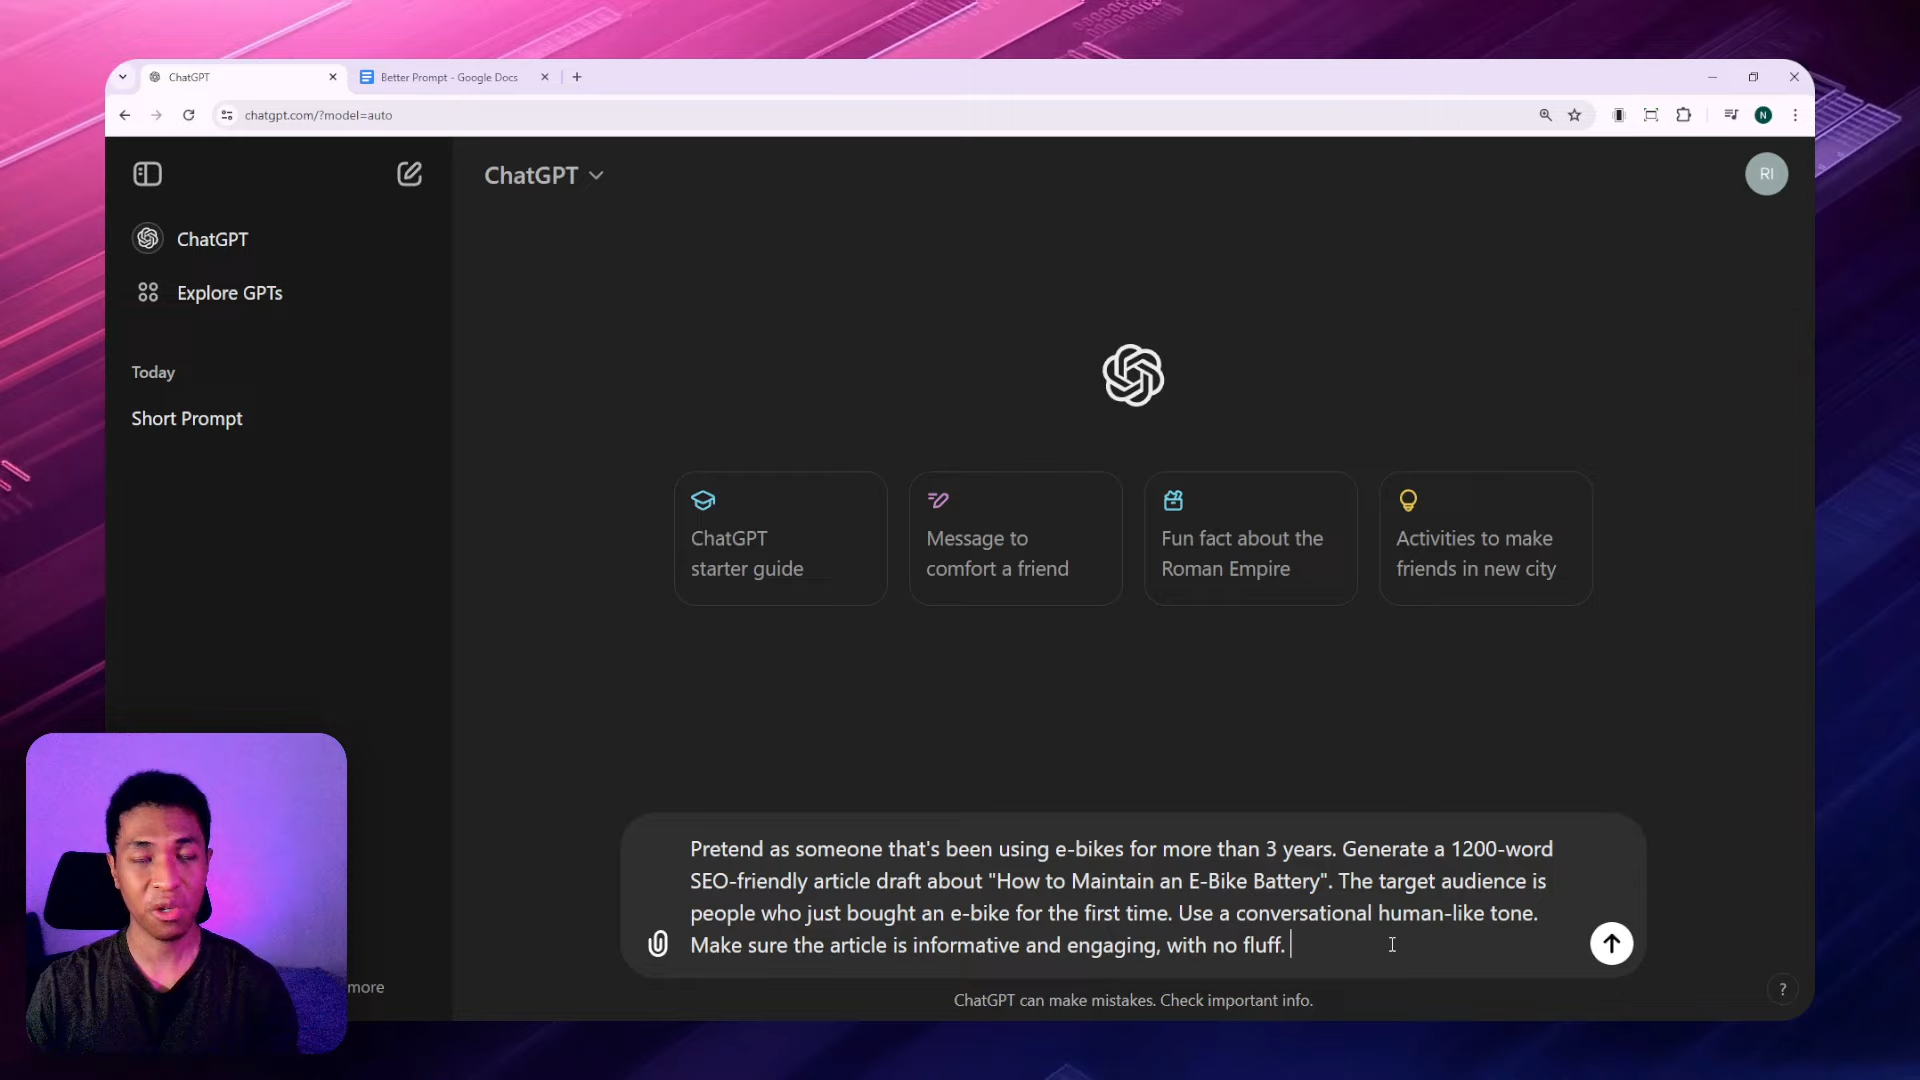 ChatGPT
Better Prompt - Google Docs
chatgpt.com/?model=auto
N
ChatGPT
RI
ChatGPT
Explore GPTs
Today
Short Prompt
ChatGPT
starter guide
Message to
comfort a friend
Fun fact about the
Roman Empire
Activities to make
friends in new city
Pretend as someone that's been using e-bikes for more than 3 years. Generate a 1200-word
SEO-friendly article draft about "How to Maintain an E-Bike Battery". The target audience is
people who just bought an e-bike for the first time. Use a conversational human-like tone.
Make sure the article is informative and engaging, with no fluff.
more
ChatGPT can make mistakes. Check important info.
?